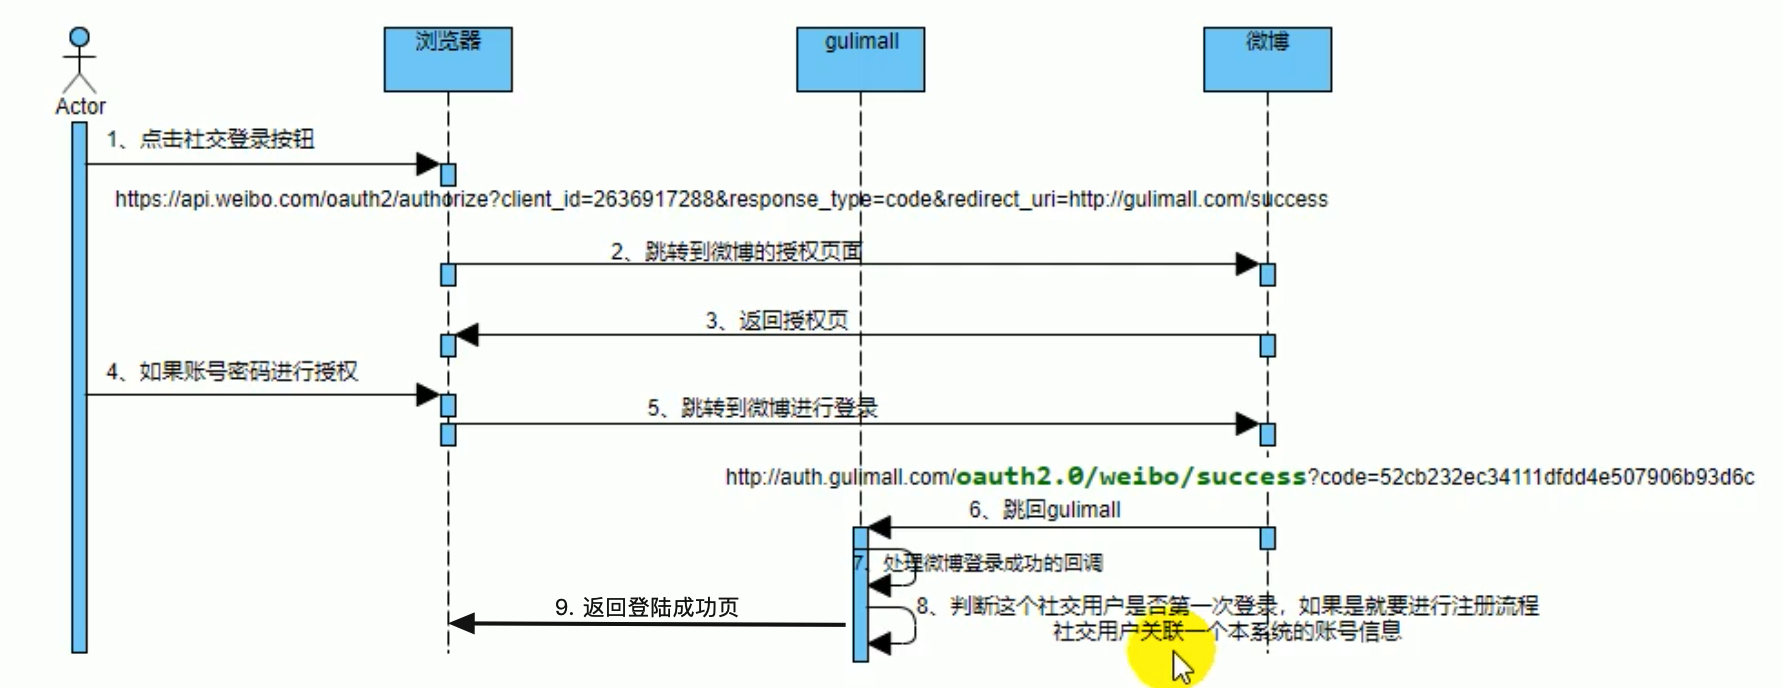 浏览器
gulimall
微博
Actor
1、点击社交登录按钮
https://api.weibo.com/oauth2/authorize?client_id=2636917288&response_type=code&redirect_uri=http://gulimall.com/success
2、跳转到微博的授权页面
3、返回授权页
4、如果账号密码进行授权
5、跳转到微博进行登录
http://auth.gulimall.com/oauth2.0/weibo/success?code=52cb232ec34111dfdd4e507906b93d6c
6、跳回gulimall
7、处理微博登录成功的回调
9. 返回登陆成功页
8、判断这个社交用户是否第一次登录，如果是就要进行注册流程
社交用户关联一个本系统的账号信息